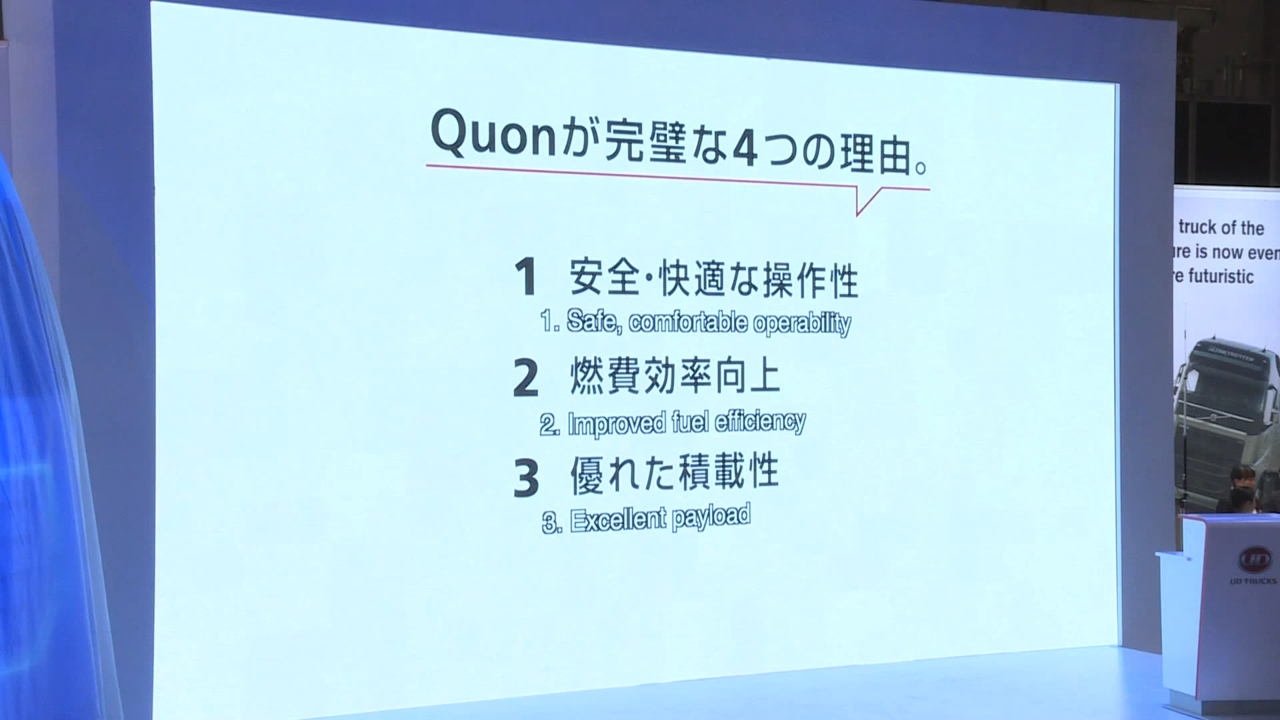 Quonが完璧な4つの理由。
1 安全・快適な操作性
1. Safe, comfortable operability
2 燃費効率向上
2. Improved fuel efficiency
3 優れた積載性
3. Excellent payload
truck of the
is now even
futuristic
UD
UD TRUCKS